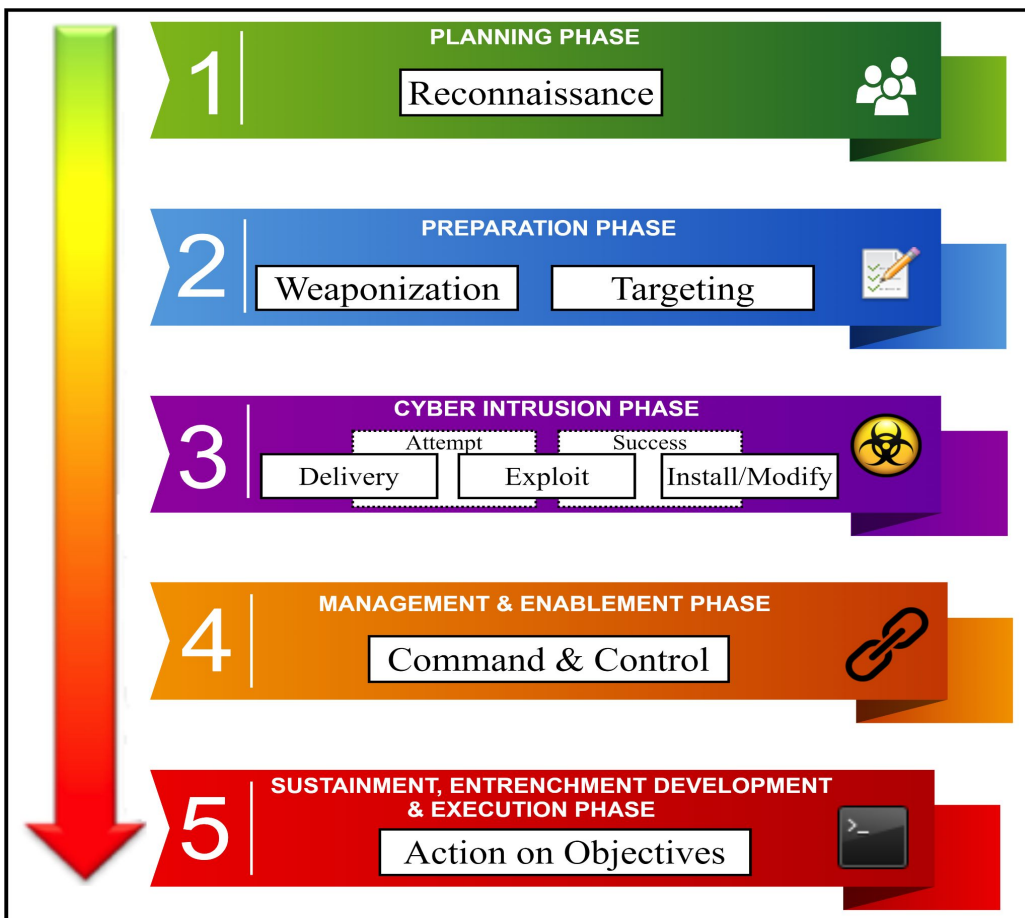 1
PLANNING PHASE
Reconnaissance
2
PREPARATION PHASE
Weaponization Targeting
3
CYBER INTRUSION PHASE
Attempt Success
Delivery Exploit Install/Modify
4
MANAGEMENT & ENABLEMENT PHASE
Command & Control
5
SUSTAINMENT, ENTRENCHMENT DEVELOPMENT
& EXECUTION PHASE
Action on Objectives
>_